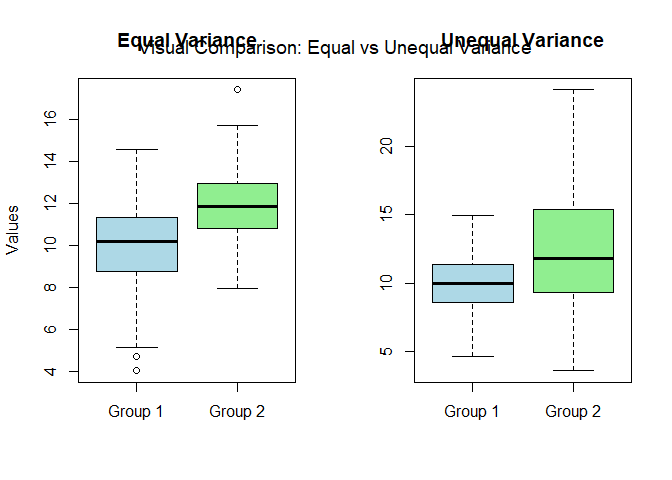 Equal Variance
Unequal Variance
Visual Comparison: Equal vs Unequal Variance
Values
16
14
12
10
8
6
4
Group 1
Group 2
20
15
10
5
Group 1
Group 2